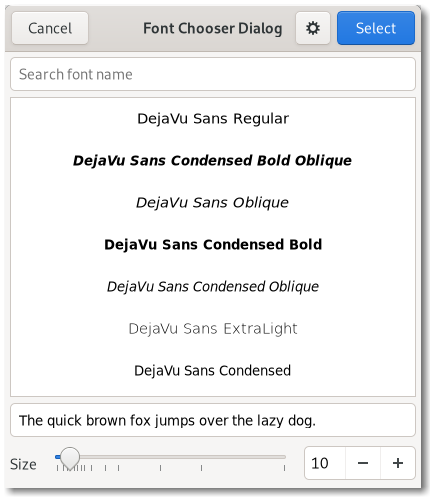 Cancel Font Chooser Dialog Select
Search font name
DejaVu Sans Regular
DejaVu Sans Condensed Bold Oblique
DejaVu Sans Oblique
DejaVu Sans Condensed Bold
DejaVu Sans Condensed Oblique
DejaVu Sans ExtraLight
DejaVu Sans Condensed
The quick brown fox jumps over the lazy dog.
Size 10 − +